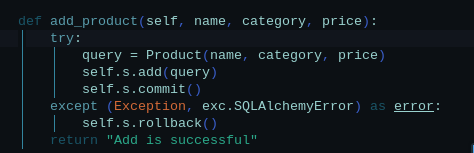 def add_product(self, name, category, price):
    try:
        query = Product(name, category, price)
        self.s.add(query)
        self.s.commit()
    except (Exception, exc.SQLAlchemyError) as error:
        self.s.rollback()
    return "Add is successful"